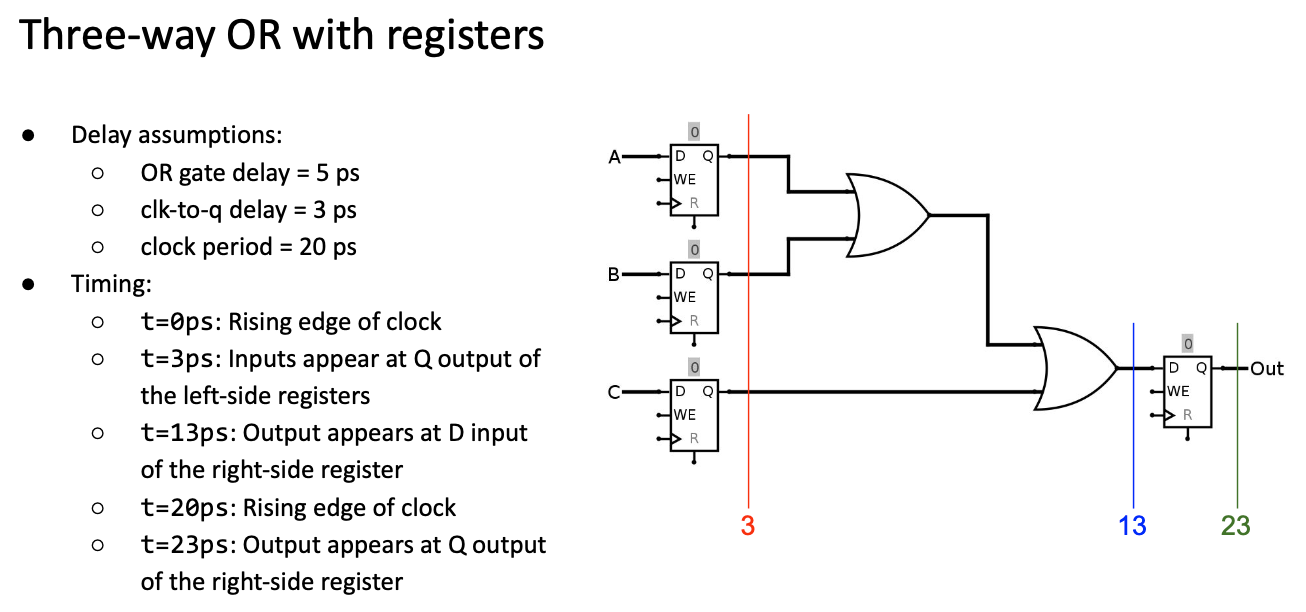 Three-way OR with registers
● Delay assumptions:
○ OR gate delay = 5 ps
○ clk-to-q delay = 3 ps
○ clock period = 20 ps
● Timing:
○ t=0ps: Rising edge of clock
○ t=3ps: Inputs appear at Q output of
the left-side registers
○ t=13ps: Output appears at D input
of the right-side register
○ t=20ps: Rising edge of clock
○ t=23ps: Output appears at Q output
of the right-side register
0
A D Q
WE
R
0
B D Q
WE
R
0
C D Q
WE
R
0
D Q Out
WE
R
3 13 23